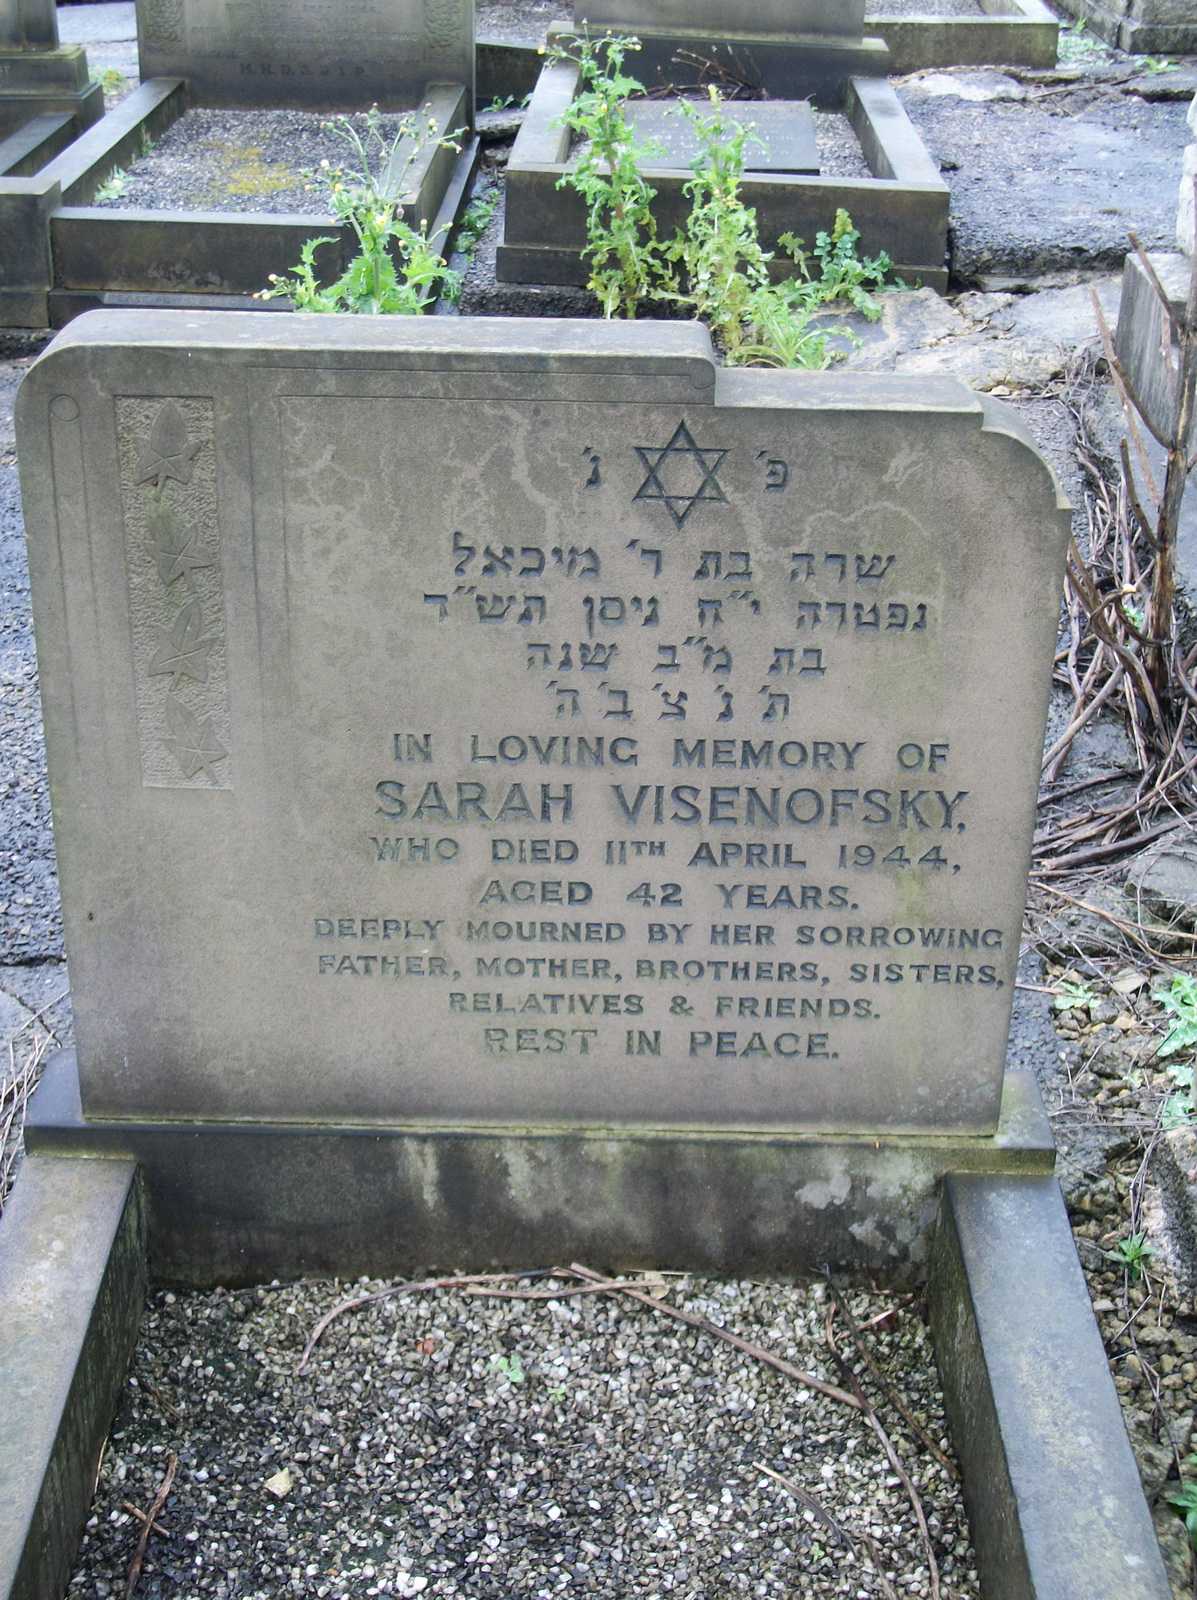 פ׳ נ׳
שרה בת ר׳ מיכאל
נפטרה י״ח ניסן תש״ד
בת מ״ב שנה
ת׳ נ׳ צ׳ ב׳ ה׳
IN LOVING MEMORY OF
SARAH VISENOFSKY,
WHO DIED 11TH APRIL 1944,
AGED 42 YEARS.
DEEPLY MOURNED BY HER SORROWING
FATHER, MOTHER, BROTHERS, SISTERS,
RELATIVES & FRIENDS.
REST IN PEACE.